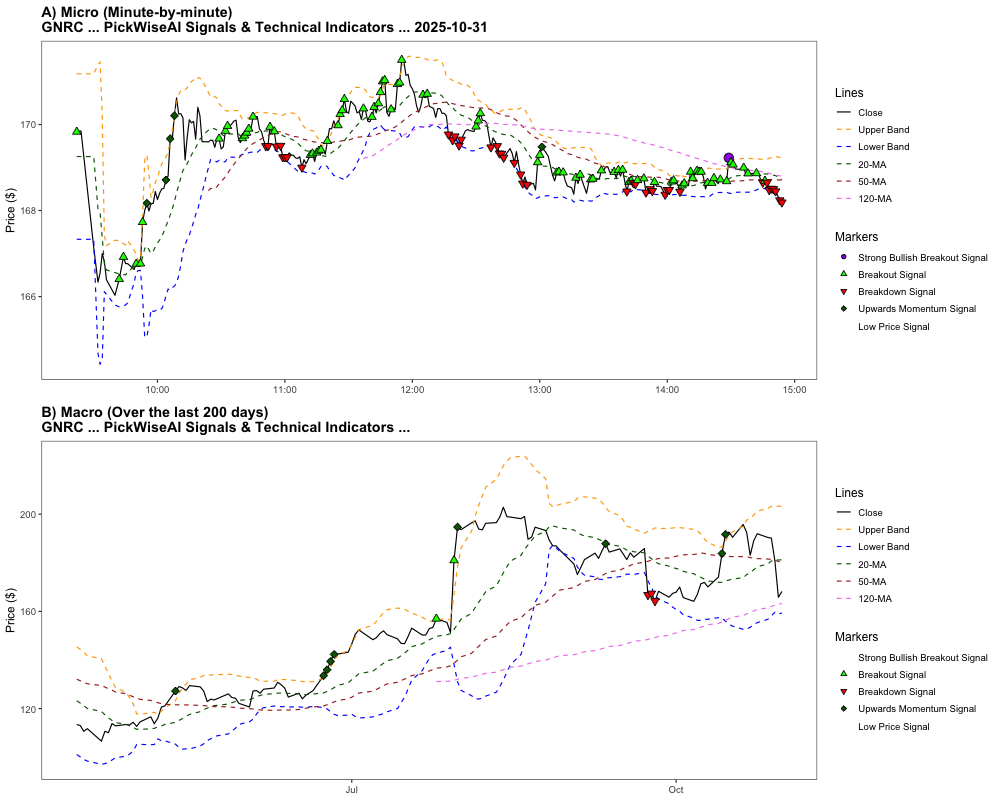 A) Micro (Minute-by-minute)
GNRC ... PickWiseAI Signals & Technical Indicators ... 2025-10-31
Price ($)
170
168
166
10:00
11:00
12:00
13:00
14:00
15:00
Lines
Close
Upper Band
Lower Band
20-MA
50-MA
120-MA
Markers
Strong Bullish Breakout Signal
Breakout Signal
Breakdown Signal
Upwards Momentum Signal
Low Price Signal
B) Macro (Over the last 200 days)
GNRC ... PickWiseAI Signals & Technical Indicators ...
Price ($)
200
160
120
Jul
Oct
Lines
Close
Upper Band
Lower Band
20-MA
50-MA
120-MA
Markers
Strong Bullish Breakout Signal
Breakout Signal
Breakdown Signal
Upwards Momentum Signal
Low Price Signal